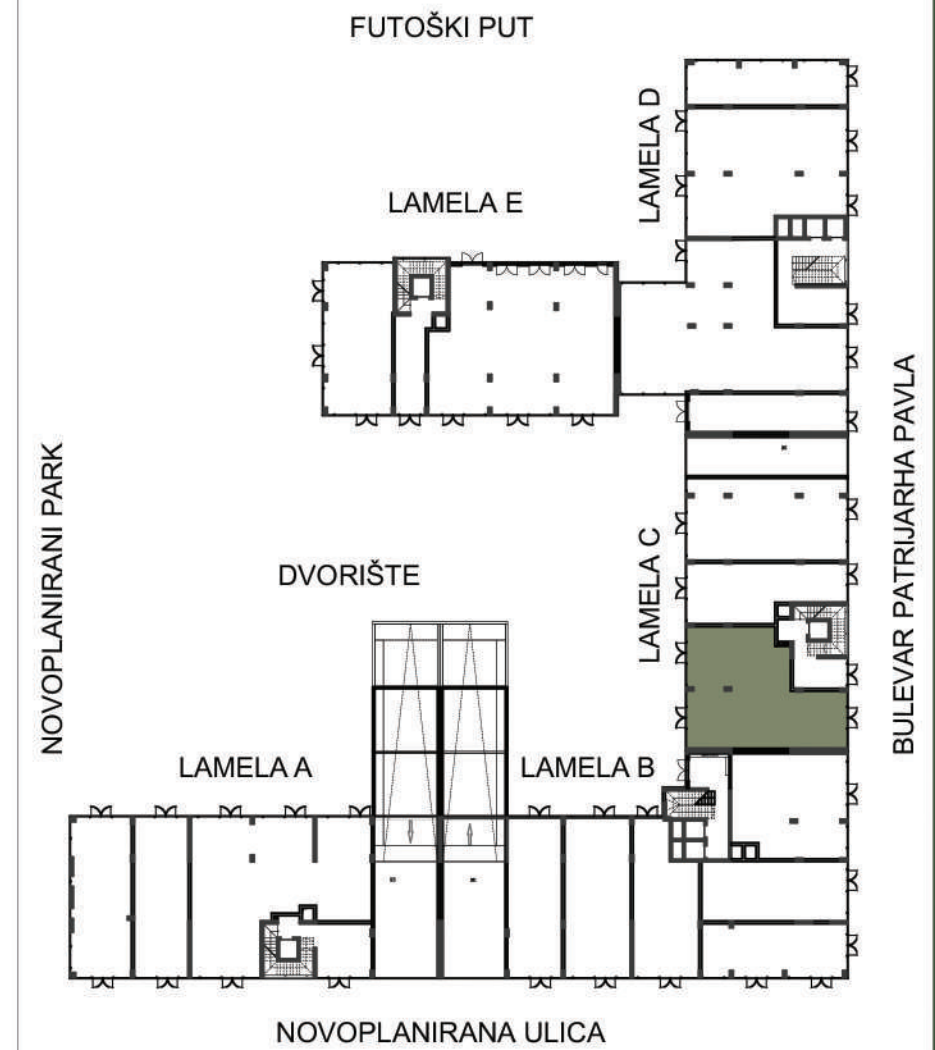 FUTOŠKI PUT
LAMELA D
LAMELA E
NOVOPLANIRANI PARK
BULEVAR PATRIJARHA PAVLA
LAMELA C
DVORIŠTE
LAMELA A
LAMELA B
NOVOPLANIRANA ULICA